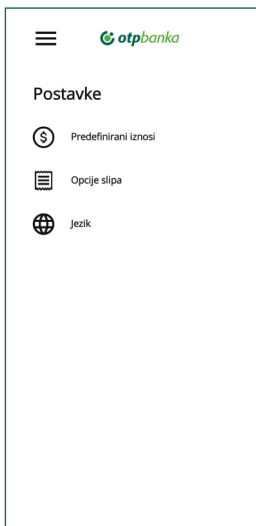 otpbanka
Postavke
Predefinirani iznosi
Opcije slipa
Jezik